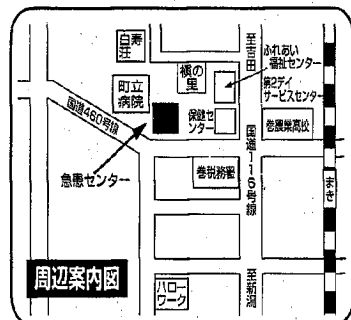 白寿
荘
町立
病院
槇の
里
至吉田
ふれあい
福祉センター
第2デイ
サービスセンター
国道460号線
保健セ
ンター
国道116号線
巻農業高校
急患センター
巻税務署
まき
周辺案内図
ハロー
ワーク
至新潟